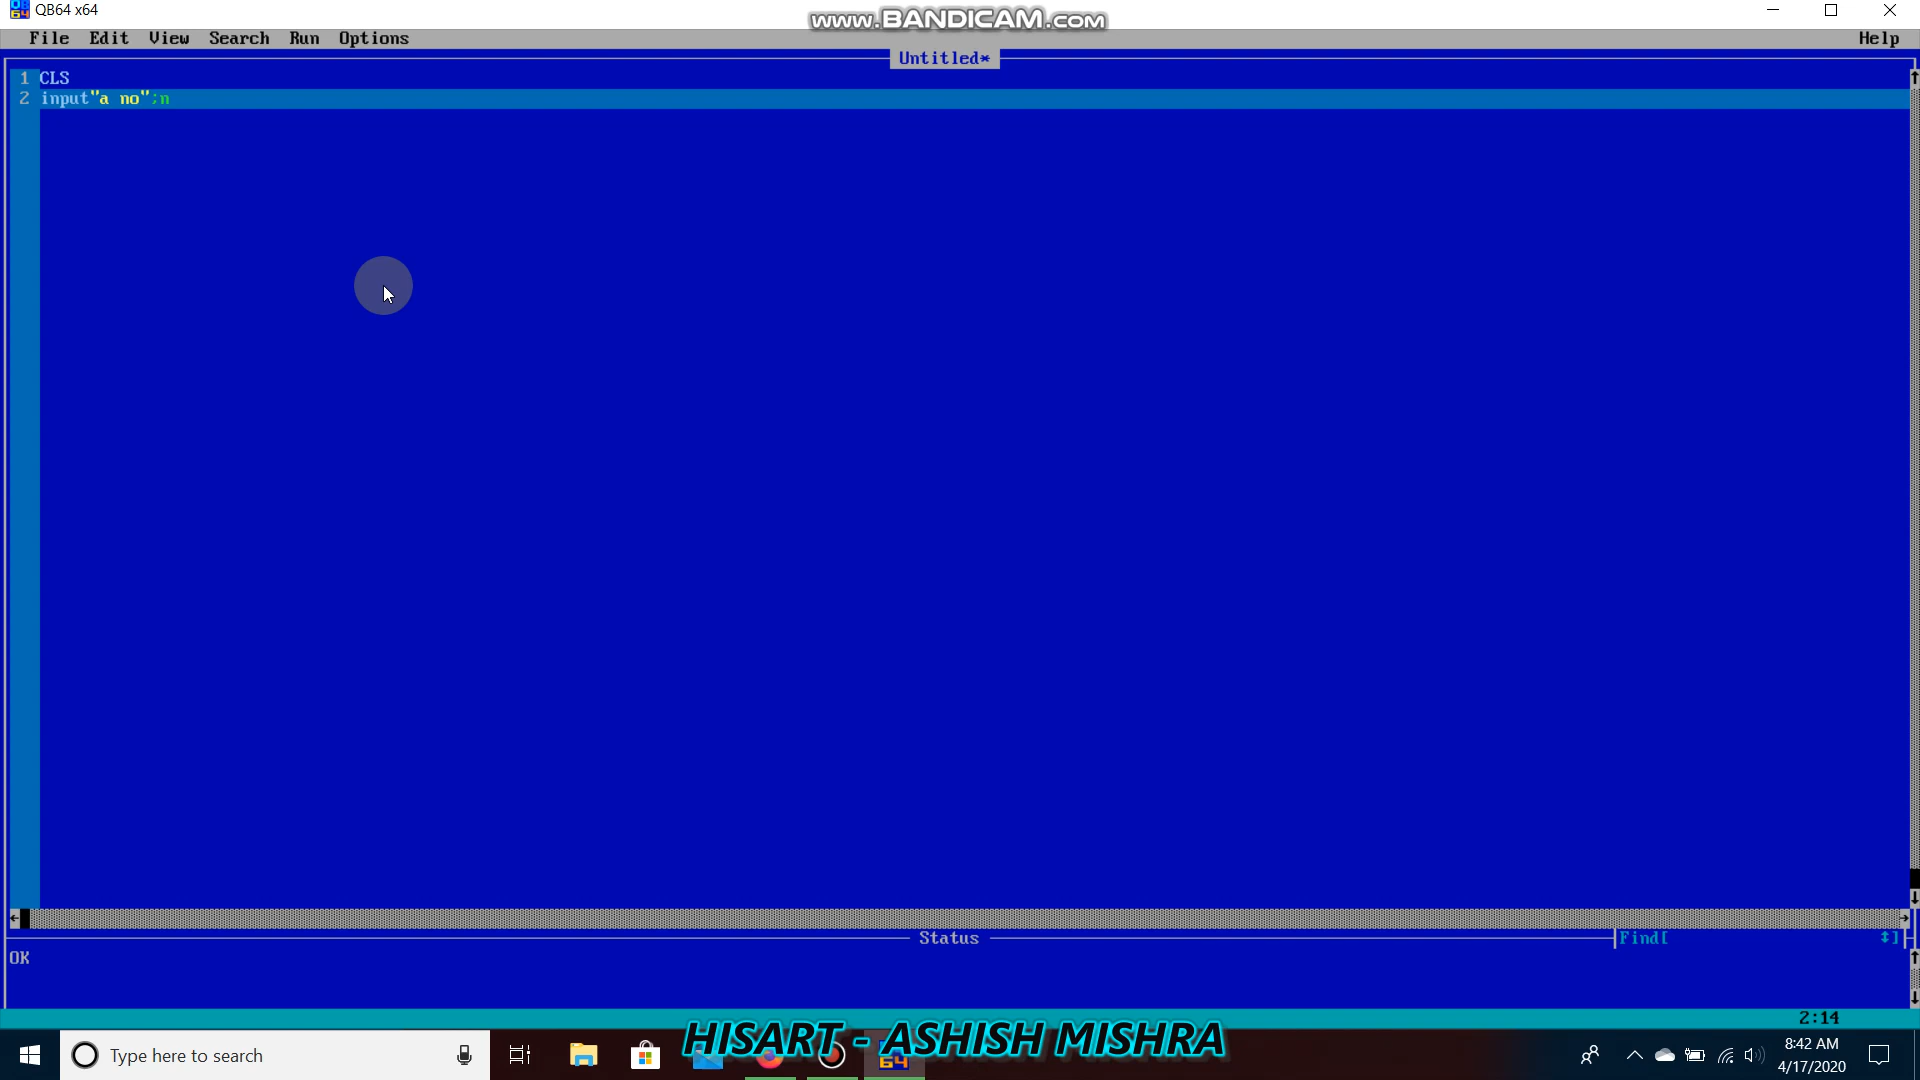 QB64 x64
www.BANDICAM.com
File Edit View Search Run Options Help
Untitled*
1 CLS
2 input"a no";n
Status
Find[ ]
OK
2:14
HISART - ASHISH MISHRA
Type here to search
64
8:42 AM
4/17/2020